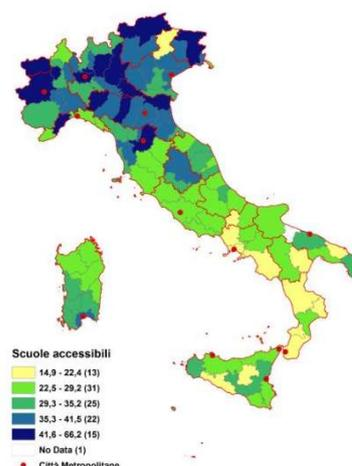 Scuole accessibili
14,9 - 22,4 (13)
22,5 - 29,2 (31)
29,3 - 35,2 (25)
35,3 - 41,5 (22)
41,6 - 66,2 (15)
No Data (1)
Città Metropolitane